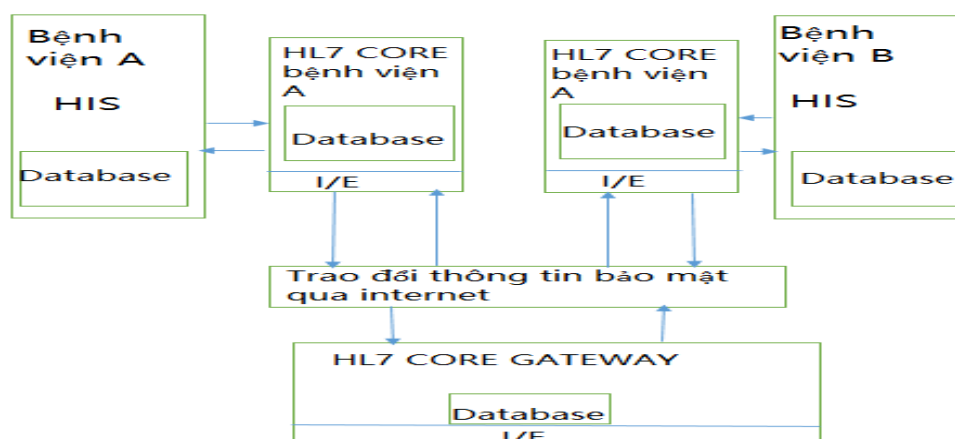 Bệnh
viện A
HIS
Database
HL7 CORE
bệnh viện
A
Database
I/E
HL7 CORE
bệnh viện
A
Database
I/E
Bệnh
viện B
HIS
Database
Trao đổi thông tin bảo mật
qua internet
HL7 CORE GATEWAY
Database
I/E